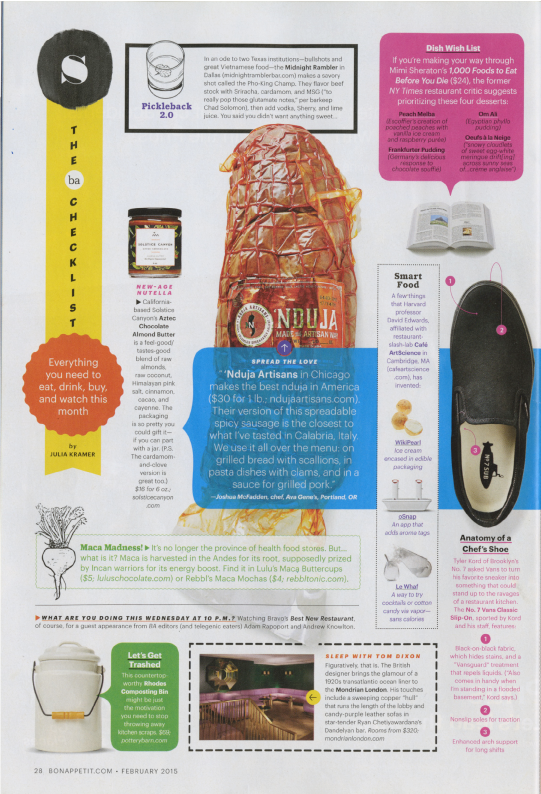 S
THE
ba
CHECKLIST
Everything
you need to
eat, drink, buy,
and watch this
month
by
JULIA KRAMER
Pickleback
2.0
In an ode to two Texas institutions—bullshots and
great Vietnamese food—the Midnight Rambler in
Dallas (midnightramblerbar.com) makes a savory
shot called the Pho-King Champ. They flavor beef
stock with Sriracha, cardamom, and MSG ("to
really pop those glutamate notes," per barkeep
Chad Solomon), then add vodka, Sherry, and lime
juice. You said you didn't want anything sweet...
Dish Wish List
If you're making your way through
Mimi Sheraton's 1,000 Foods to Eat
Before You Die ($24), the former
NY Times restaurant critic suggests
prioritizing these four desserts:
Peach Melba
(Escoffier's creation of
poached peaches with
vanilla ice cream
and raspberry purée)
Frankfurter Pudding
(Germany's delicious
response to
chocolate soufflé)
Om Ali
(Egyptian phyllo
pudding)
Oeufs à la Neige
("snowy cloudlets
of sweet egg-white
meringue drift[ing]
across sunny seas
of...crème anglaise")
SOLSTICE CANYON
NEW-AGE
NUTELLA
▶ California-
based Solstice
Canyon's Aztec
Chocolate
Almond Butter
is a feel-good/
tastes-good
blend of raw
almonds,
raw coconut,
Himalayan pink
salt, cinnamon,
cacao, and
cayenne. The
packaging
is so pretty you
could gift it—
if you can part
with a jar. (P.S.
The cardamom-
and-clove
version is
great too.)
$16 for 6 oz.;
solsticecanyon
.com
'NDUJA ARTISANS
N
'NDUJA
MADE BY ARTISAN
SPREAD THE LOVE
"'Nduja Artisans in Chicago
makes the best nduja in America
($30 for 1 lb.; ndujaartisans.com).
Their version of this spreadable
spicy sausage is the closest to
what I've tasted in Calabria, Italy.
We use it all over the menu: on
grilled bread with scallions, in
pasta dishes with clams, and in a
sauce for grilled pork."
—Joshua McFadden, chef, Ava Gene's, Portland, OR
Smart
Food
A few things
that Harvard
professor
David Edwards,
affiliated with
restaurant-
slash-lab Café
ArtScience in
Cambridge, MA
(cafeartscience
.com), has
invented:
WikiPearl
Ice cream
encased in edible
packaging
oSnap
An app that
adds aroma tags
Le Whaf
A way to try
cocktails or cotton
candy via vapor—
sans calories
1
2
3
Nº7 SUB
Anatomy of a
Chef's Shoe
Tyler Kord of Brooklyn's
No. 7 asked Vans to turn
his favorite sneaker into
something that could
stand up to the ravages
of a restaurant kitchen.
The No. 7 Vans Classic
Slip-On, sported by Kord
and his staff, features:
1
Black-on-black fabric,
which hides stains, and
a "Vansguard" treatment
that repels liquids. ("Also
comes in handy when
I'm standing in a flooded
basement," Kord says.)
2
Nonslip soles for traction
3
Enhanced arch support
for long shifts
Maca Madness! ▶ It's no longer the province of health food stores. But...
what is it? Maca is harvested in the Andes for its root, supposedly prized
by Incan warriors for its energy boost. Find it in Lulu's Maca Buttercups
($5; luluschocolate.com) or Rebbl's Maca Mochas ($4; rebbltonic.com).
▶ WHAT ARE YOU DOING THIS WEDNESDAY AT 10 P.M.? Watching Bravo's Best New Restaurant,
of course, for a guest appearance from BA editors (and telegenic eaters) Adam Rapoport and Andrew Knowlton.
Let's Get
Trashed
This countertop-
worthy Rhodes
Composting Bin
might be just
the motivation
you need to stop
throwing away
kitchen scraps. $59;
potterybarn.com
SLEEP WITH TOM DIXON
Figuratively, that is. The British
designer brings the glamour of a
1920s transatlantic ocean liner to
the Mondrian London. His touches
include a sweeping copper "hull"
that runs the length of the lobby and
candy-purple leather sofas in
star-tender Ryan Chetiyawardana's
Dandelyan bar. Rooms from $320;
mondrianlondon.com
28 BONAPPETIT.COM • FEBRUARY 2015